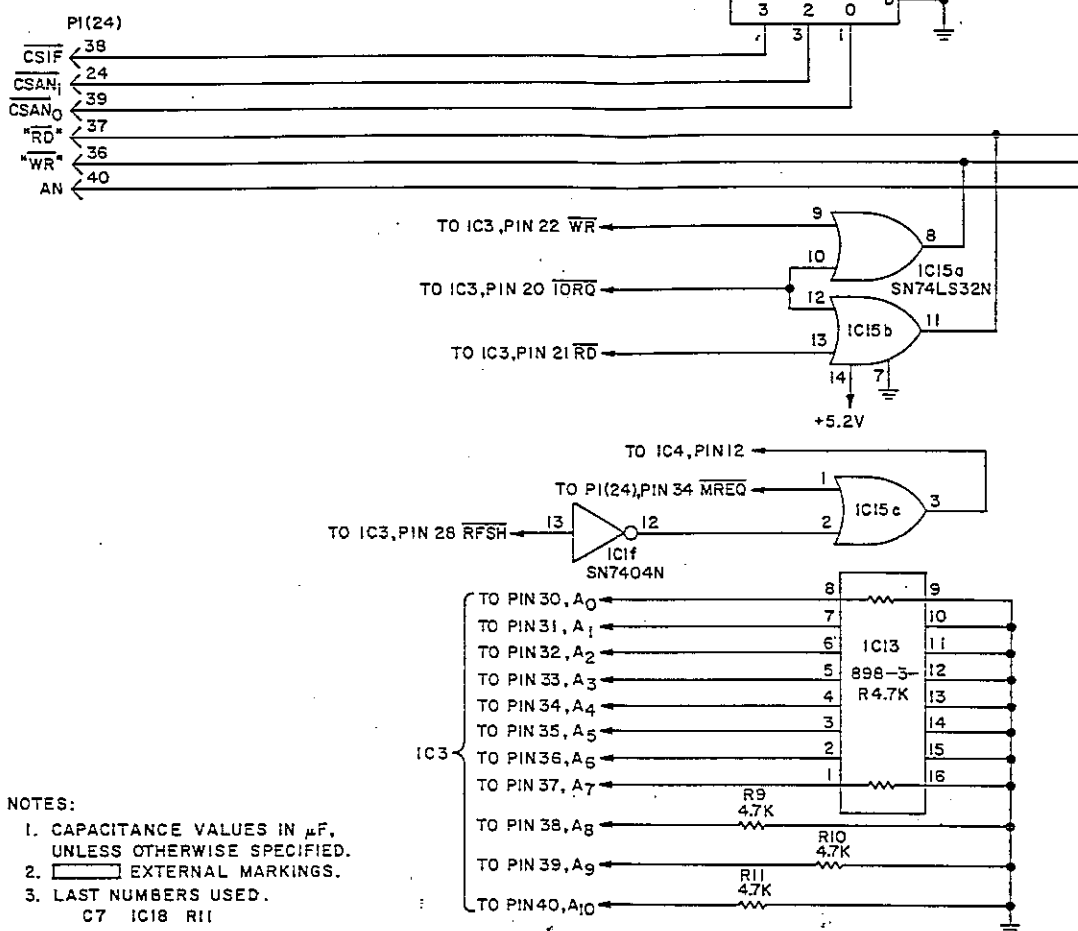 3 2 0
3 1
P1(24)
38
CSIF
24
CSAN1
39
CSAN0
37
"RD"
36
"WR"
40
AN
9
TO IC3, PIN 22 WR
8
10
IC15a
SN74LS32N
TO IC3, PIN 20 IORQ
12
IC15b
11
13
TO IC3, PIN 21 RD
14
7
+5.2V
TO IC4, PIN 12
1
TO P1(24), PIN 34 MREQ
IC15c
3
13
12
2
TO IC3, PIN 28 RFSH
IC1f
SN7404N
8
9
TO PIN 30, A0
7
10
TO PIN 31, A1
6
IC13
11
TO PIN 32, A2
5
898-3-
12
TO PIN 33, A3
4
R4.7K
13
TO PIN 34, A4
3
14
TO PIN 35, A5
2
15
IC3
TO PIN 36, A6
1
16
TO PIN 37, A7
R9
4.7K
TO PIN 38, A8
R10
4.7K
TO PIN 39, A9
R11
4.7K
TO PIN 40, A10
NOTES:
1. CAPACITANCE VALUES IN μF,
UNLESS OTHERWISE SPECIFIED.
2. EXTERNAL MARKINGS.
3. LAST NUMBERS USED.
C7 IC18 R11